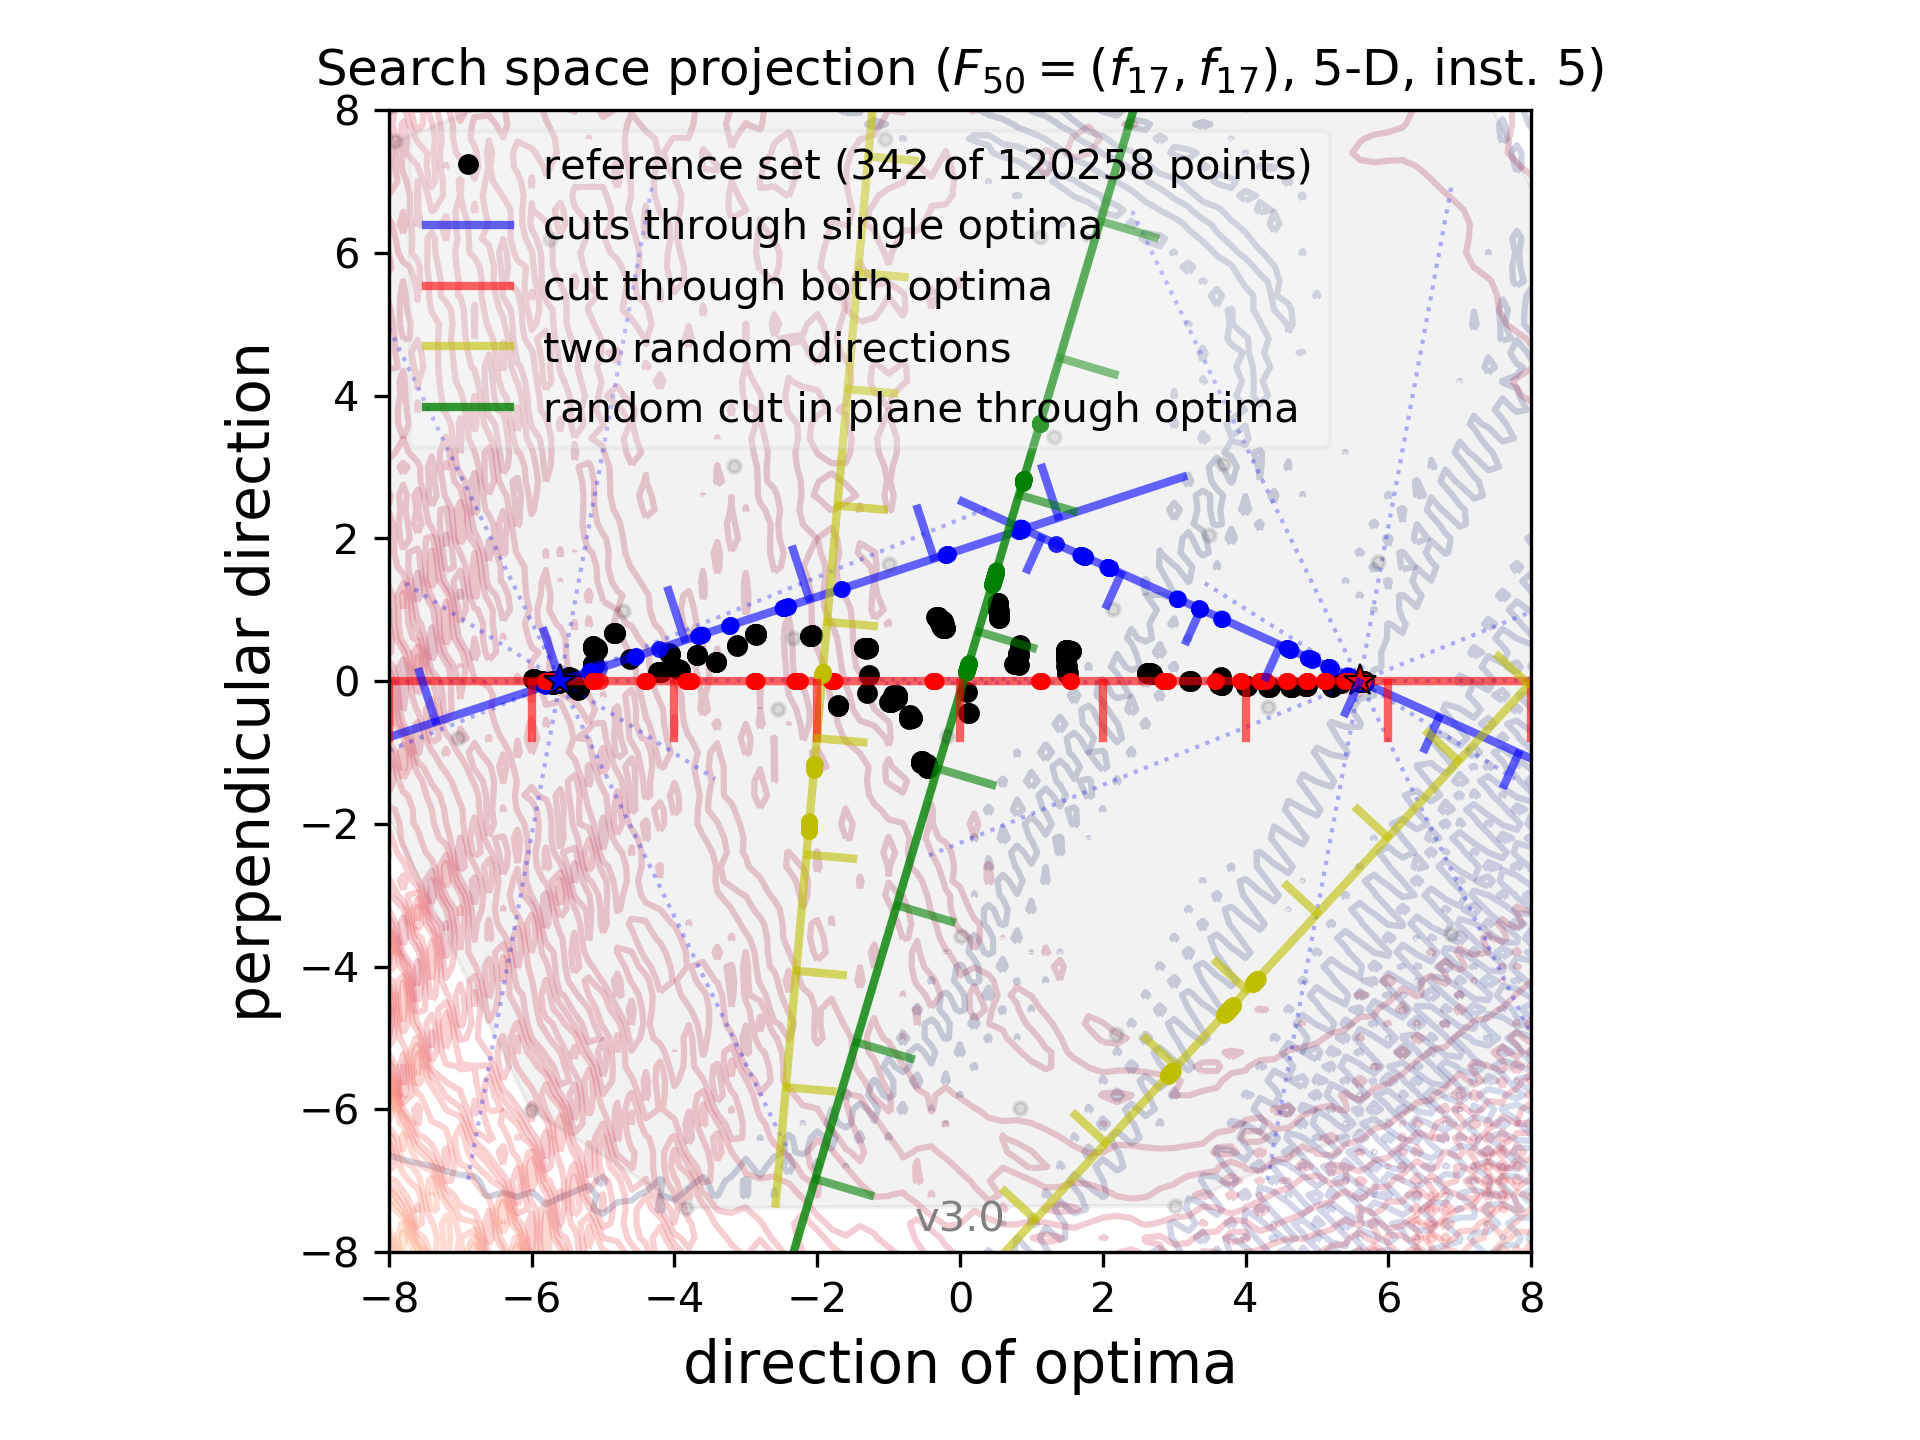 Search space projection (F₅₀ = (f₁₇, f₁₇), 5-D, inst. 5)
reference set (342 of 120258 points)
cuts through single optima
cut through both optima
two random directions
random cut in plane through optima
8
6
4
2
0
−2
−4
−6
−8
perpendicular direction
v3.0
−8 −6 −4 −2 0 2 4 6 8
direction of optima